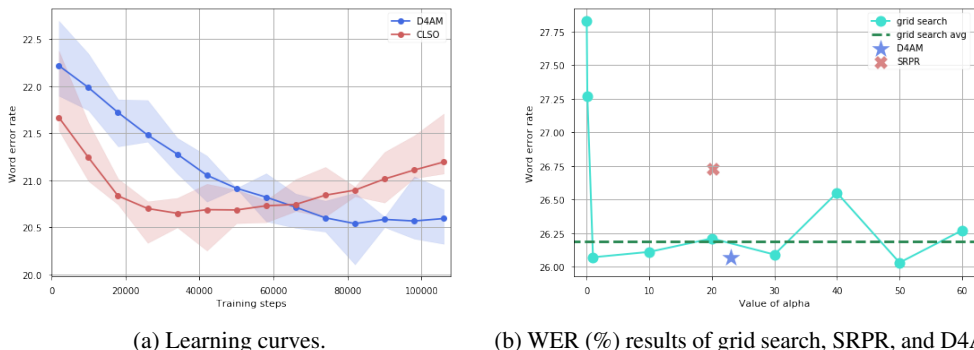 D4AM
CLSO
22.5
22.0
21.5
21.0
20.5
20.0
Word error rate
0 20000 40000 60000 80000 100000
Training steps
(a) Learning curves.
grid search
grid search avg
D4AM
SRPR
27.75
27.50
27.25
27.00
26.75
26.50
26.25
26.00
Word error rate
0 10 20 30 40 50 60
Value of alpha
(b) WER (%) results of grid search, SRPR, and D4A